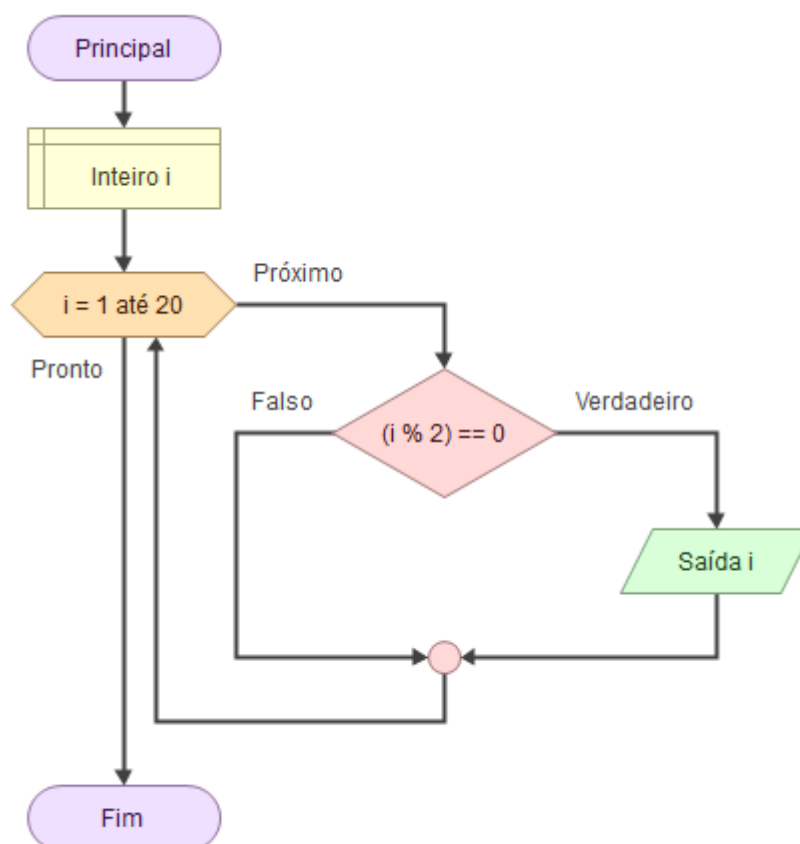 Principal
Inteiro i
i = 1 até 20
Próximo
Pronto
Falso
(i % 2) == 0
Verdadeiro
Saída i
Fim